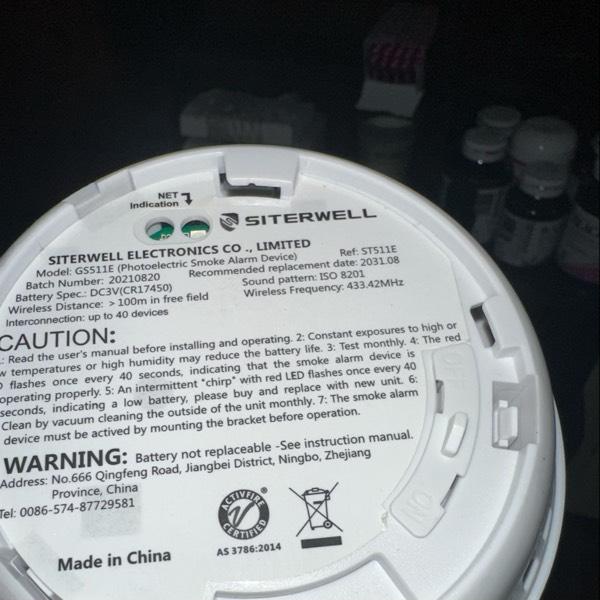 NET
Indication
SITERWELL
SITERWELL ELECTRONICS CO ., LIMITED
Model: GS511E (Photoelectric Smoke Alarm Device) Ref: ST511E
Batch Number: 20210820 Recommended replacement date: 2031.08
Battery Spec.: DC3V(CR17450) Sound pattern: ISO 8201
Wireless Distance: > 100m in free field Wireless Frequency: 433.42MHz
Interconnection: up to 40 devices
CAUTION:
1: Read the user's manual before installing and operating. 2: Constant exposures to high or
w temperatures or high humidity may reduce the battery life. 3: Test monthly. 4: The red
D flashes once every 40 seconds, indicating that the smoke alarm device is
operating properly. 5: An intermittent "chirp" with red LED flashes once every 40
seconds, indicating a low battery, please buy and replace with new unit. 6:
Clean by vacuum cleaning the outside of the unit monthly. 7: The smoke alarm
device must be actived by mounting the bracket before operation.
WARNING: Battery not replaceable -See instruction manual.
Address: No.666 Qingfeng Road, Jiangbei District, Ningbo, Zhejiang
Province, China
Tel: 0086-574-87729581
ACTIVFIRE
CERTIFIED
AS 3786:2014
Made in China
OFF
ON